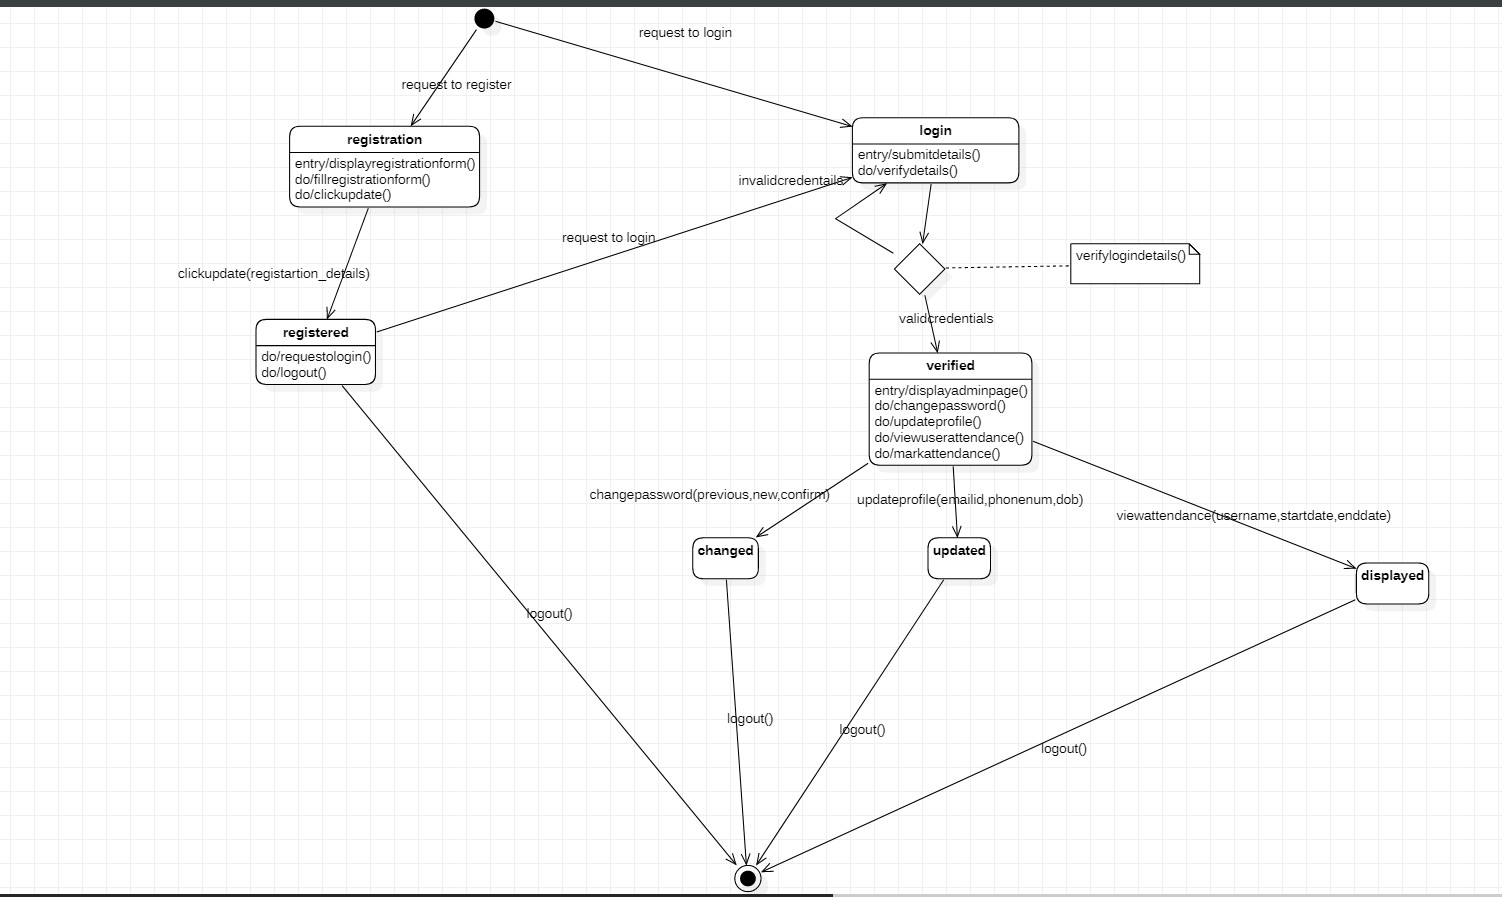 request to login
request to register
registration
entry/displayregistrationform()
do/fillregistrationform()
do/clickupdate()
login
entry/submitdetails()
do/verifydetails()
invalidcredentails
request to login
verifylogindetails()
clickupdate(registartion_details)
validcredentials
registered
do/requestologin()
do/logout()
verified
entry/displayadminpage()
do/changepassword()
do/updateprofile()
do/viewuserattendance()
do/markattendance()
changepassword(previous,new,confirm)
updateprofile(emailid,phonenum,dob)
viewattendance(username,startdate,enddate)
changed
updated
displayed
logout()
logout()
logout()
logout()